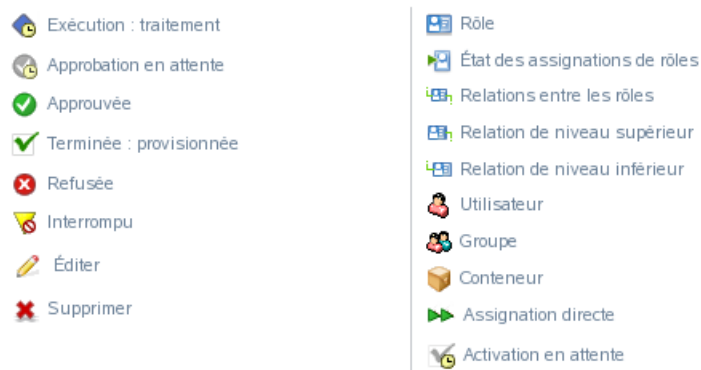 Exécution : traitement
Approbation en attente
Approuvée
Terminée : provisionnée
Refusée
Interrompu
Éditer
Supprimer
Rôle
État des assignations de rôles
Relations entre les rôles
Relation de niveau supérieur
Relation de niveau inférieur
Utilisateur
Groupe
Conteneur
Assignation directe
Activation en attente